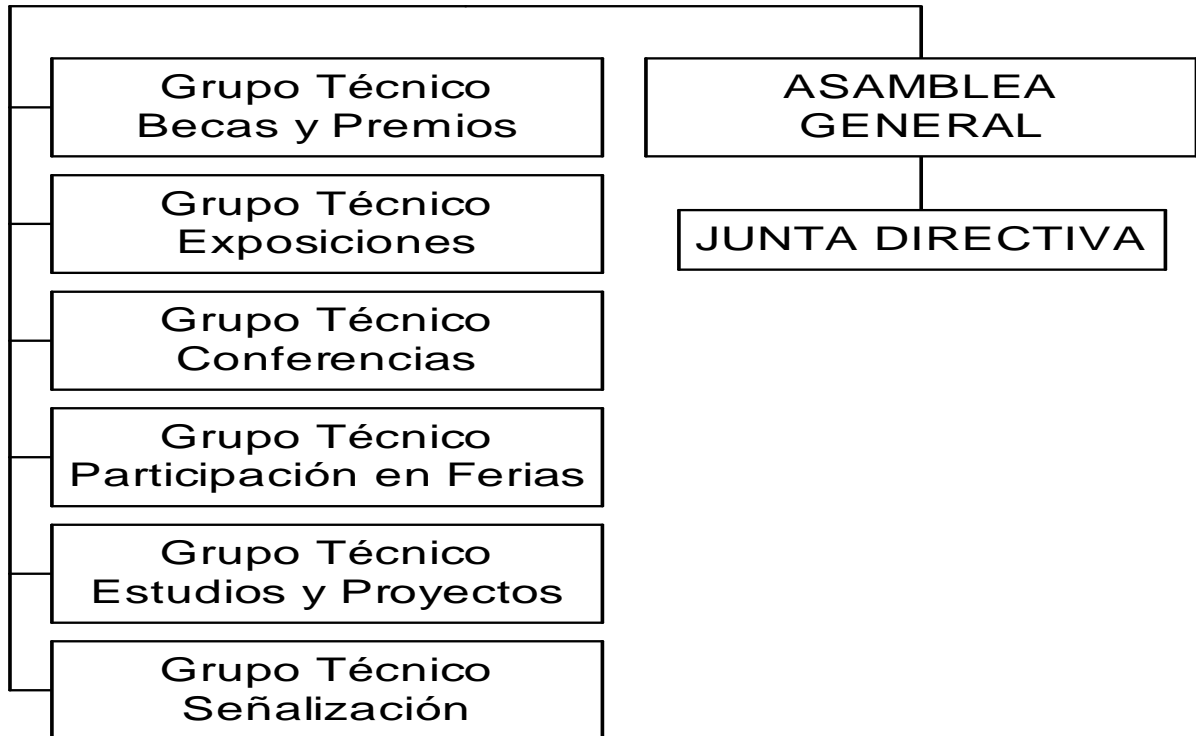 Grupo Técnico
Becas y Premios
Grupo Técnico
Exposiciones
Grupo Técnico
Conferencias
Grupo Técnico
Participación en Ferias
Grupo Técnico
Estudios y Proyectos
Grupo Técnico
Señalización
ASAMBLEA
GENERAL
JUNTA DIRECTIVA